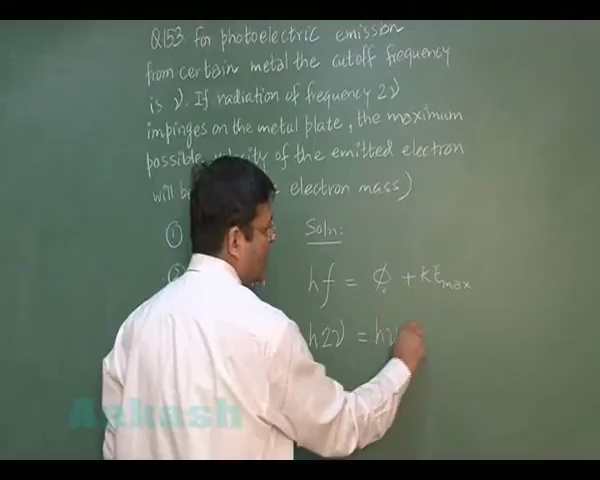 Q153. For photoelectric emission
from certain metal the cutoff frequency
is ν. If radiation of frequency 2ν
impinges on the metal plate, the maximum
possible velocity of the emitted electron
will be electron mass)
①
Soln:
hf = ϕ₀ + KEmax
h2ν = hν
Aakash